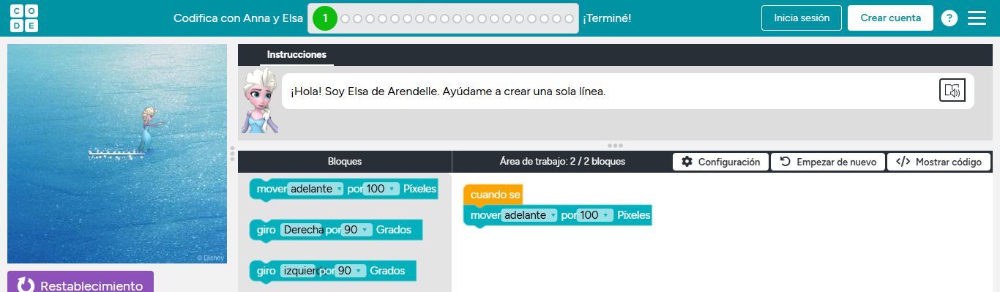 CO
DE
Codifica con Anna y Elsa
1
¡Terminé!
Inicia sesión
Crear cuenta
?
Instrucciones
¡Hola! Soy Elsa de Arendelle. Ayúdame a crear una sola línea.
Bloques
Área de trabajo: 2 / 2 bloques
Configuración
Empezar de nuevo
</> Mostrar código
mover adelante por 100 Píxeles
giro Derecha por 90 Grados
giro por 90 Grados
cuando se
mover adelante por 100 Píxeles
© Disney
Restablecimiento